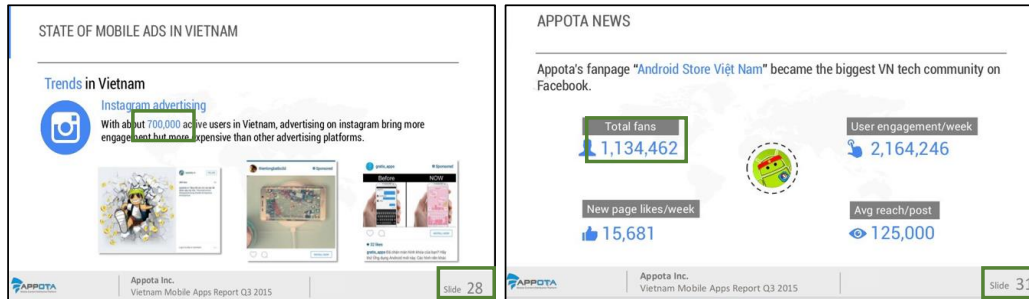 STATE OF MOBILE ADS IN VIETNAM
Trends in Vietnam
Instagram advertising
With about 700,000 active users in Vietnam, advertising on instagram bring more
engagement but more expensive than other advertising platforms.
Sponsored
Sponsored
Before NOW
Appota Inc.
APPOTA
Vietnam Mobile Apps Report Q3 2015
Slide 28
APPOTA NEWS
Appota's fanpage “Android Store Việt Nam” became the biggest VN tech community on
Facebook.
Total fans
1,134,462
User engagement/week
2,164,246
New page likes/week
15,681
Avg reach/post
125,000
Appota Inc.
APPOTA
Vietnam Mobile Apps Report Q3 2015
Slide 31